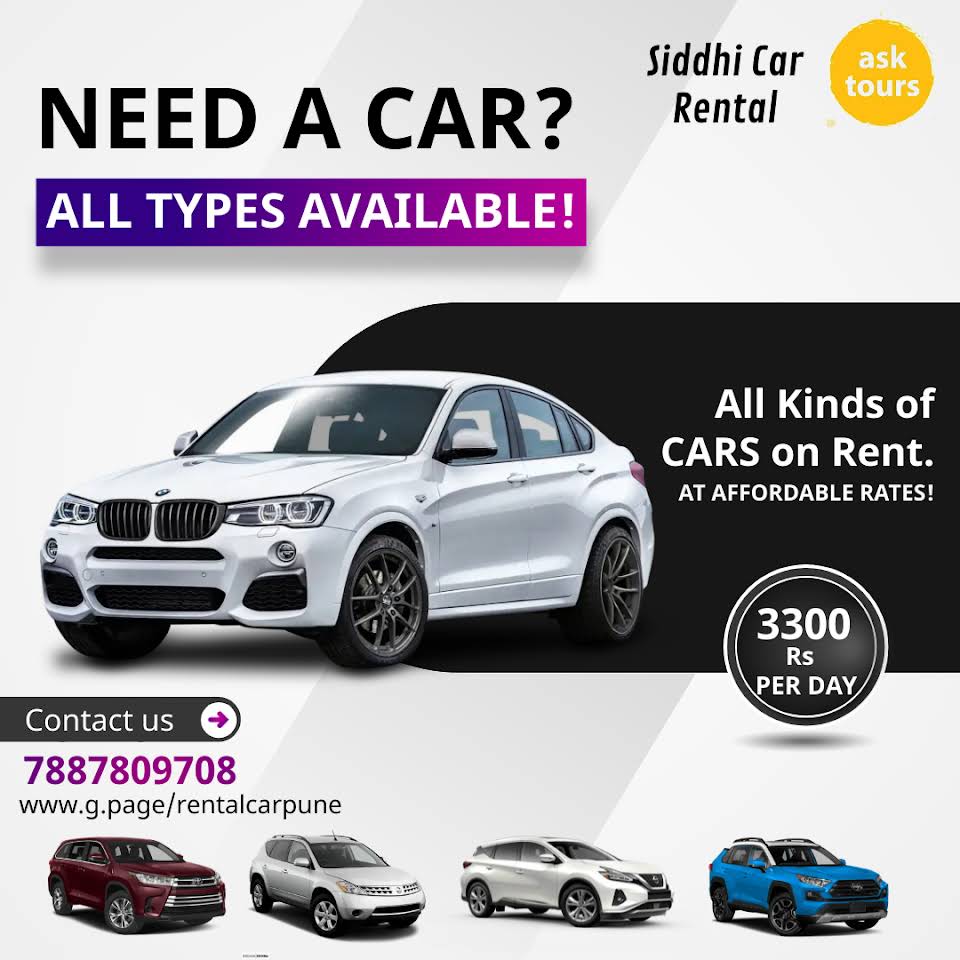 Siddhi Car
Rental
ask
tours
NEED A CAR?
ALL TYPES AVAILABLE!
All Kinds of
CARS on Rent.
AT AFFORDABLE RATES!
3300
Rs
PER DAY
Contact us
7887809708
www.g.page/rentalcarpune